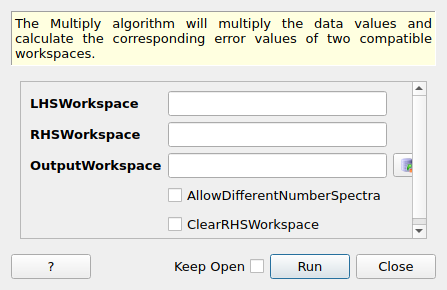 The Multiply algorithm will multiply the data values and
calculate the corresponding error values of two compatible
workspaces.
LHSWorkspace
RHSWorkspace
OutputWorkspace
AllowDifferentNumberSpectra
ClearRHSWorkspace
? Keep Open Run Close